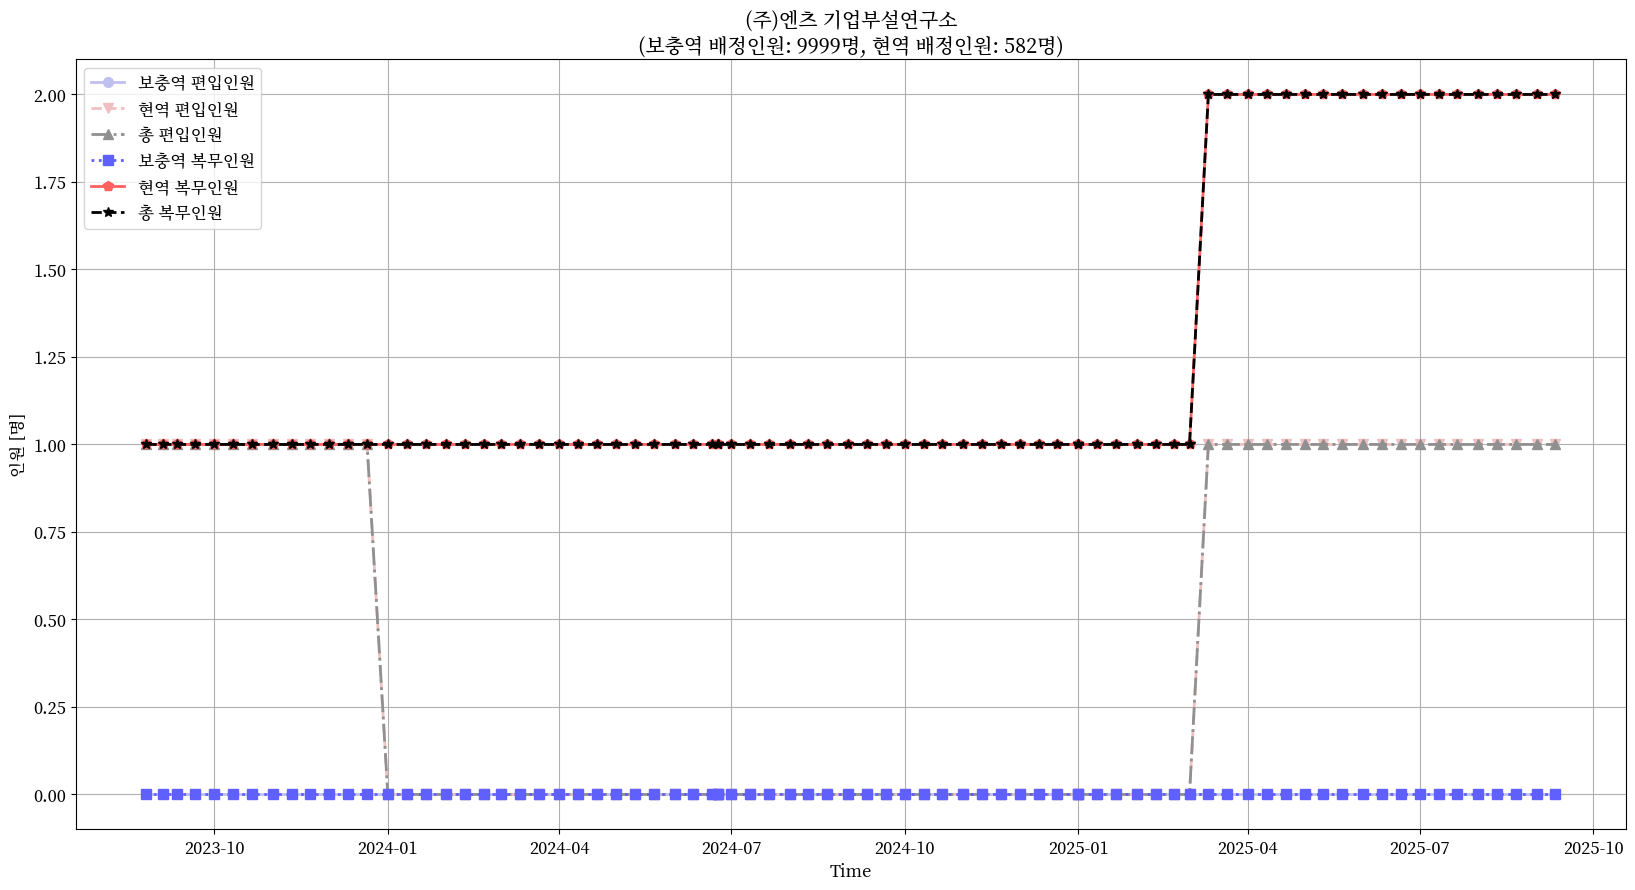 (주)엔츠 기업부설연구소
(보충역 배정인원: 9999명, 현역 배정인원: 582명)
보충역 편입인원
현역 편입인원
총 편입인원
보충역 복무인원
현역 복무인원
총 복무인원
2.00
1.75
1.50
1.25
1.00
0.75
0.50
0.25
0.00
인원 [명]
2023-10 2024-01 2024-04 2024-07 2024-10 2025-01 2025-04 2025-07 2025-10
Time